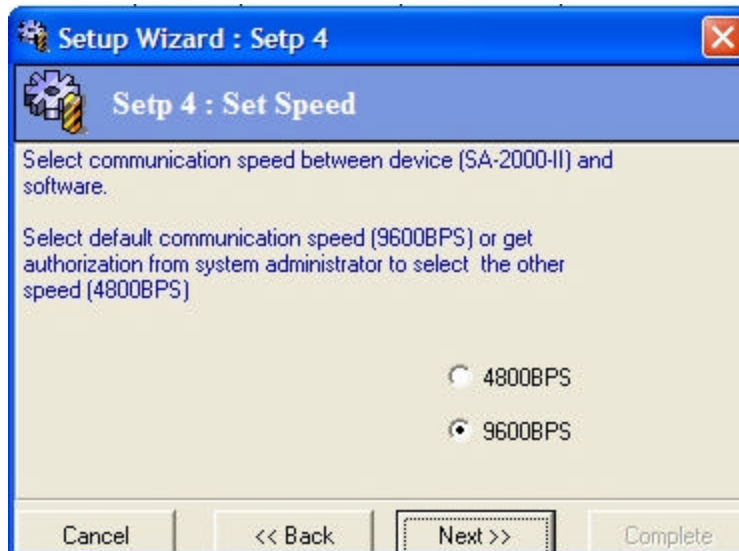 Setup Wizard : Setp 4
Setp 4 : Set Speed
Select communication speed between device (SA-2000-II) and
software.
Select default communication speed (9600BPS) or get
authorization from system administrator to select the other
speed (4800BPS)
4800BPS
9600BPS
Cancel
<< Back
Next >>
Complete